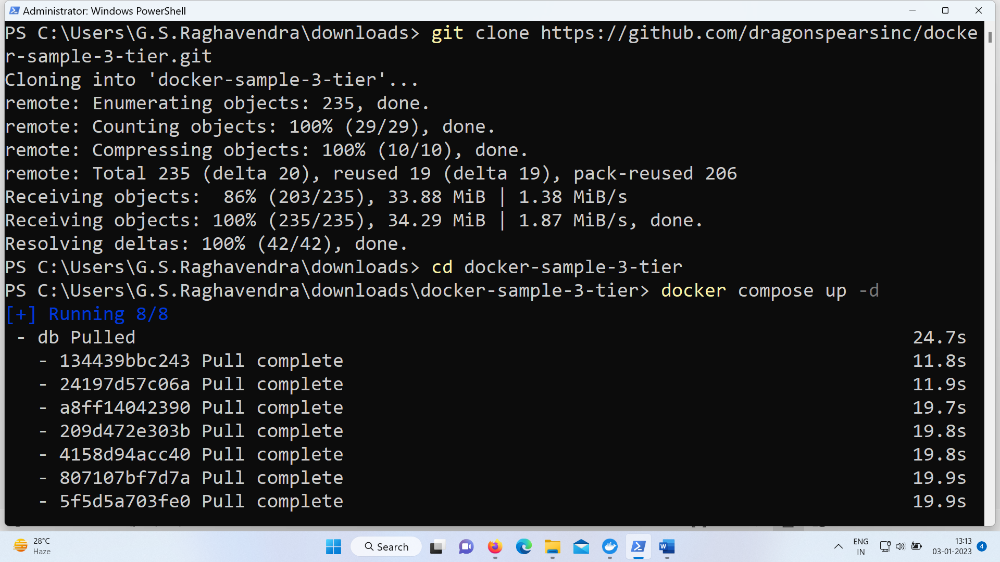 Administrator: Windows PowerShell
PS C:\Users\G.S.Raghavendra\downloads> git clone https://github.com/dragonspearsinc/docke
r-sample-3-tier.git
Cloning into 'docker-sample-3-tier'...
remote: Enumerating objects: 235, done.
remote: Counting objects: 100% (29/29), done.
remote: Compressing objects: 100% (10/10), done.
remote: Total 235 (delta 20), reused 19 (delta 19), pack-reused 206
Receiving objects:  86% (203/235), 33.88 MiB | 1.38 MiB/s
Receiving objects: 100% (235/235), 34.29 MiB | 1.87 MiB/s, done.
Resolving deltas: 100% (42/42), done.
PS C:\Users\G.S.Raghavendra\downloads> cd docker-sample-3-tier
PS C:\Users\G.S.Raghavendra\downloads\docker-sample-3-tier> docker compose up -d
[+] Running 8/8
 - db Pulled 24.7s
   - 134439bbc243 Pull complete 11.8s
   - 24197d57c06a Pull complete 11.9s
   - a8ff14042390 Pull complete 19.7s
   - 209d472e303b Pull complete 19.8s
   - 4158d94acc40 Pull complete 19.8s
   - 807107bf7d7a Pull complete 19.9s
   - 5f5d5a703fe0 Pull complete 19.9s
28°C
Haze
Search
ENG
IN
13:13
03-01-2023
4